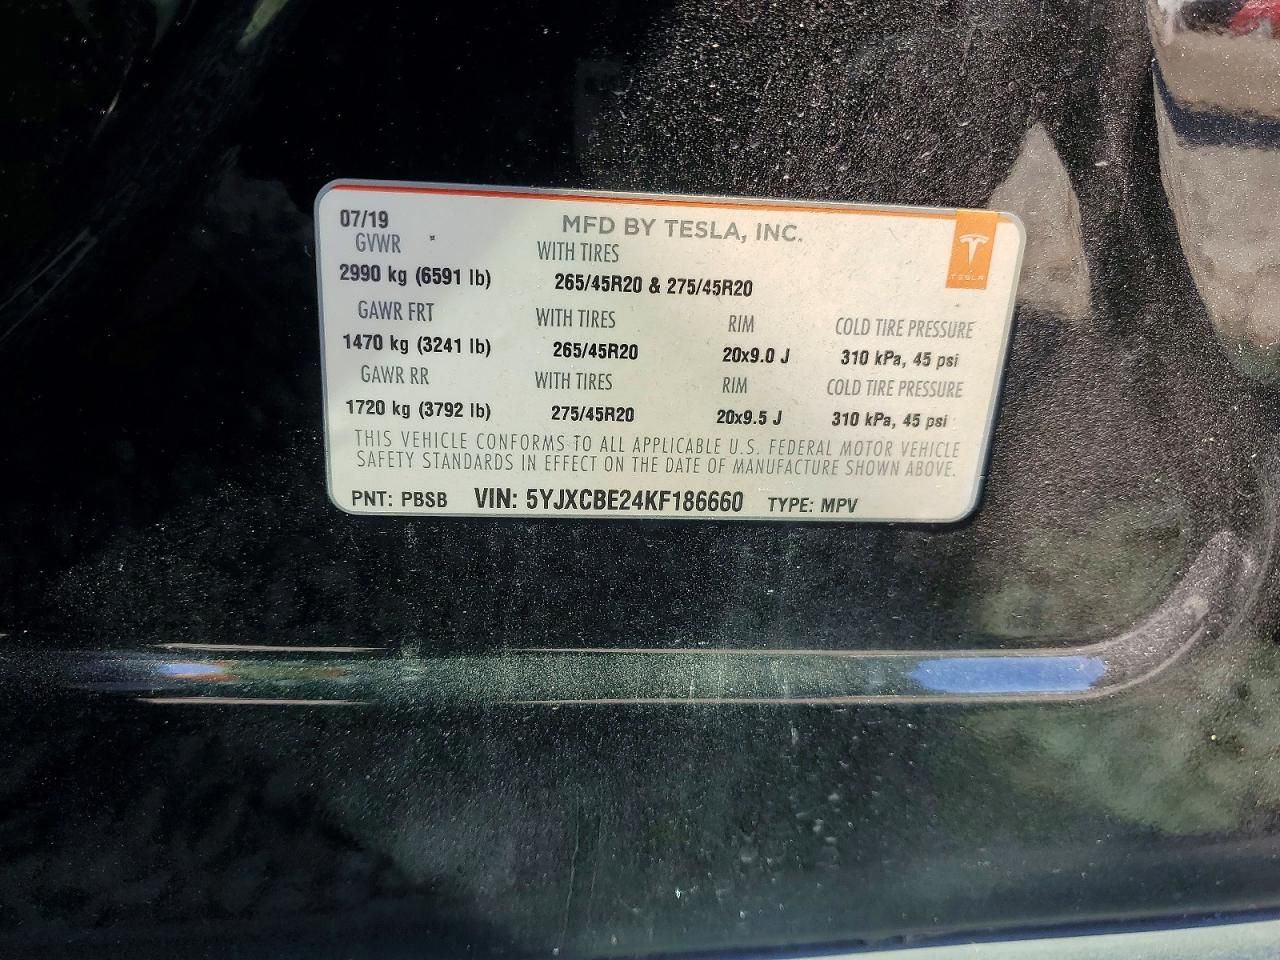 07/19 MFD BY TESLA, INC.
GVWR WITH TIRES TESLA
2990 kg (6591 lb) 265/45R20 & 275/45R20
GAWR FRT WITH TIRES RIM COLD TIRE PRESSURE
1470 kg (3241 lb) 265/45R20 20x9.0 J 310 kPa, 45 psi
GAWR RR WITH TIRES RIM COLD TIRE PRESSURE
1720 kg (3792 lb) 275/45R20 20x9.5 J 310 kPa, 45 psi
THIS VEHICLE CONFORMS TO ALL APPLICABLE U.S. FEDERAL MOTOR VEHICLE
SAFETY STANDARDS IN EFFECT ON THE DATE OF MANUFACTURE SHOWN ABOVE.
PNT: PBSB VIN: 5YJXCBE24KF186660 TYPE: MPV